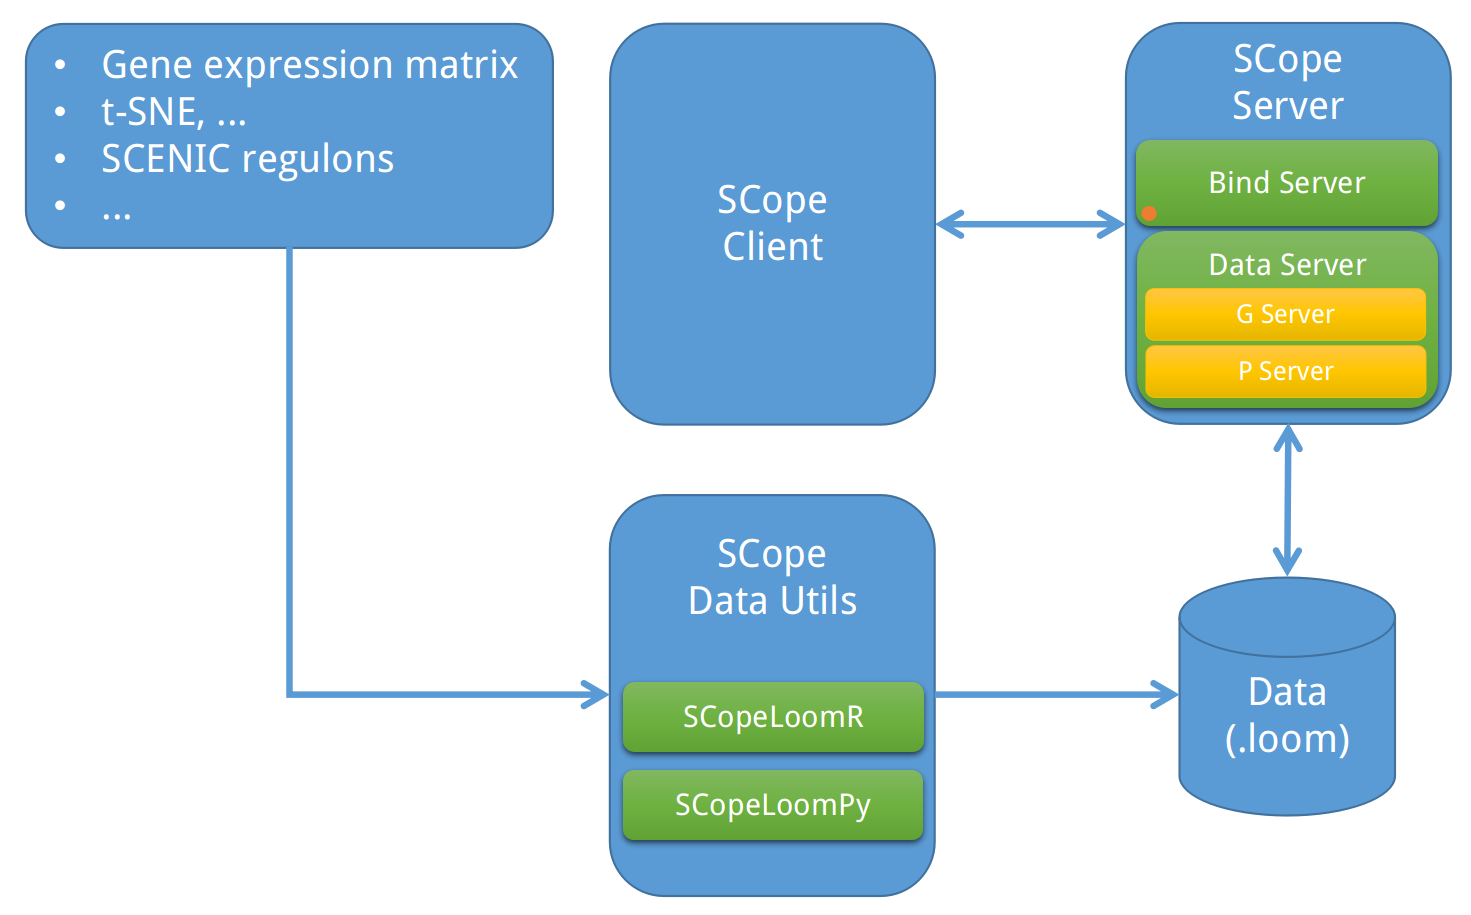 • Gene expression matrix
• t-SNE, ...
• SCENIC regulons
• ...
SCope
Client
SCope
Server
Bind Server
Data Server
G Server
P Server
SCope
Data Utils
SCopeLoomR
SCopeLoomPy
Data
(.loom)